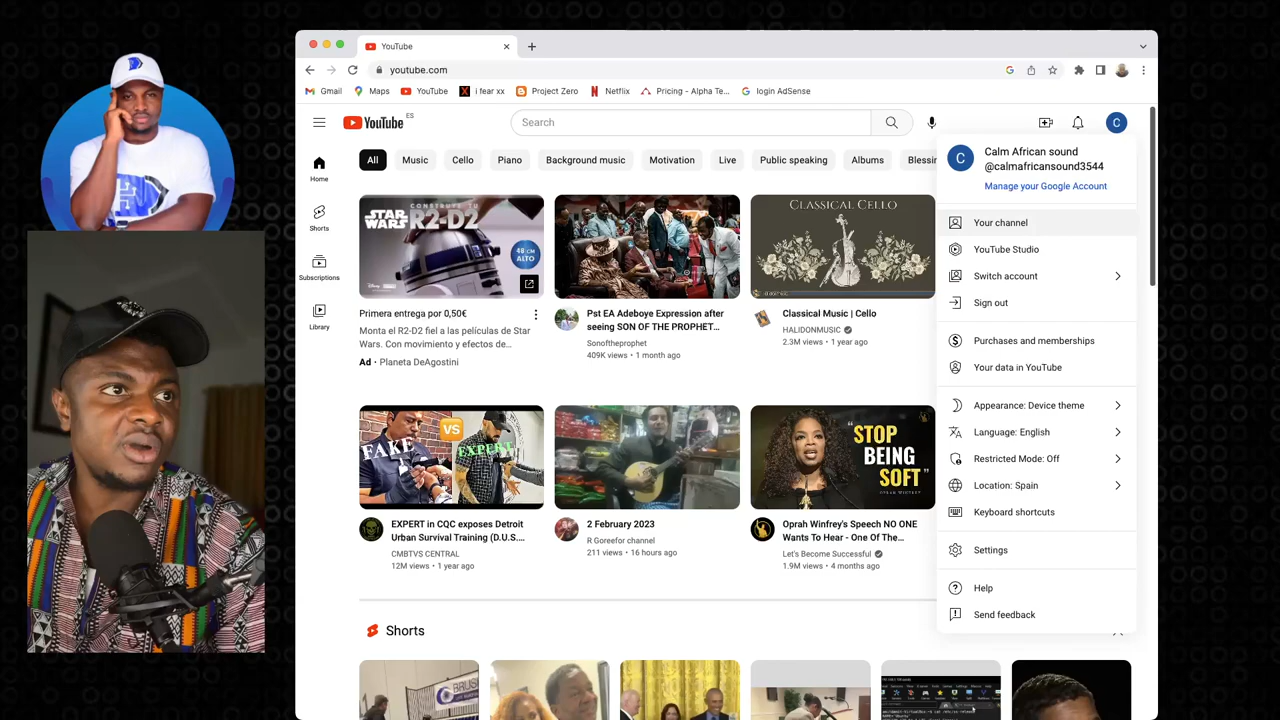 YouTube
youtube.com
Gmail
Maps
YouTube
i fear xx
Project Zero
Netflix
Pricing - Alpha Te...
login AdSense
YouTube ES
Search
C
All
Music
Cello
Piano
Background music
Motivation
Live
Public speaking
Albums
Blessin
Home
Shorts
Subscriptions
Library
CONSTRUYE TU
STAR WARS R2-D2
48 CM
ALTO
CLASSICAL CELLO
Primera entrega por 0,50€
Monta el R2-D2 fiel a las películas de Star
Wars. Con movimiento y efectos de...
Ad • Planeta DeAgostini
Pst EA Adeboye Expression after
seeing SON OF THE PROPHET...
Sonoftheprophet
409K views • 1 month ago
Classical Music | Cello
HALIDONMUSIC
2.3M views • 1 year ago
FAKE
VS
EXPERT
"STOP
BEING
SOFT"
EXPERT in CQC exposes Detroit
Urban Survival Training (D.U.S....
CMBTVS CENTRAL
12M views • 1 year ago
2 February 2023
R Goreefor channel
211 views • 16 hours ago
Oprah Winfrey's Speech NO ONE
Wants To Hear - One Of The...
Let's Become Successful
1.9M views • 4 months ago
Shorts
C
Calm African sound
@calmafricansound3544
Manage your Google Account
Your channel
YouTube Studio
Switch account
Sign out
Purchases and memberships
Your data in YouTube
Appearance: Device theme
Language: English
Restricted Mode: Off
Location: Spain
Keyboard shortcuts
Settings
Help
Send feedback